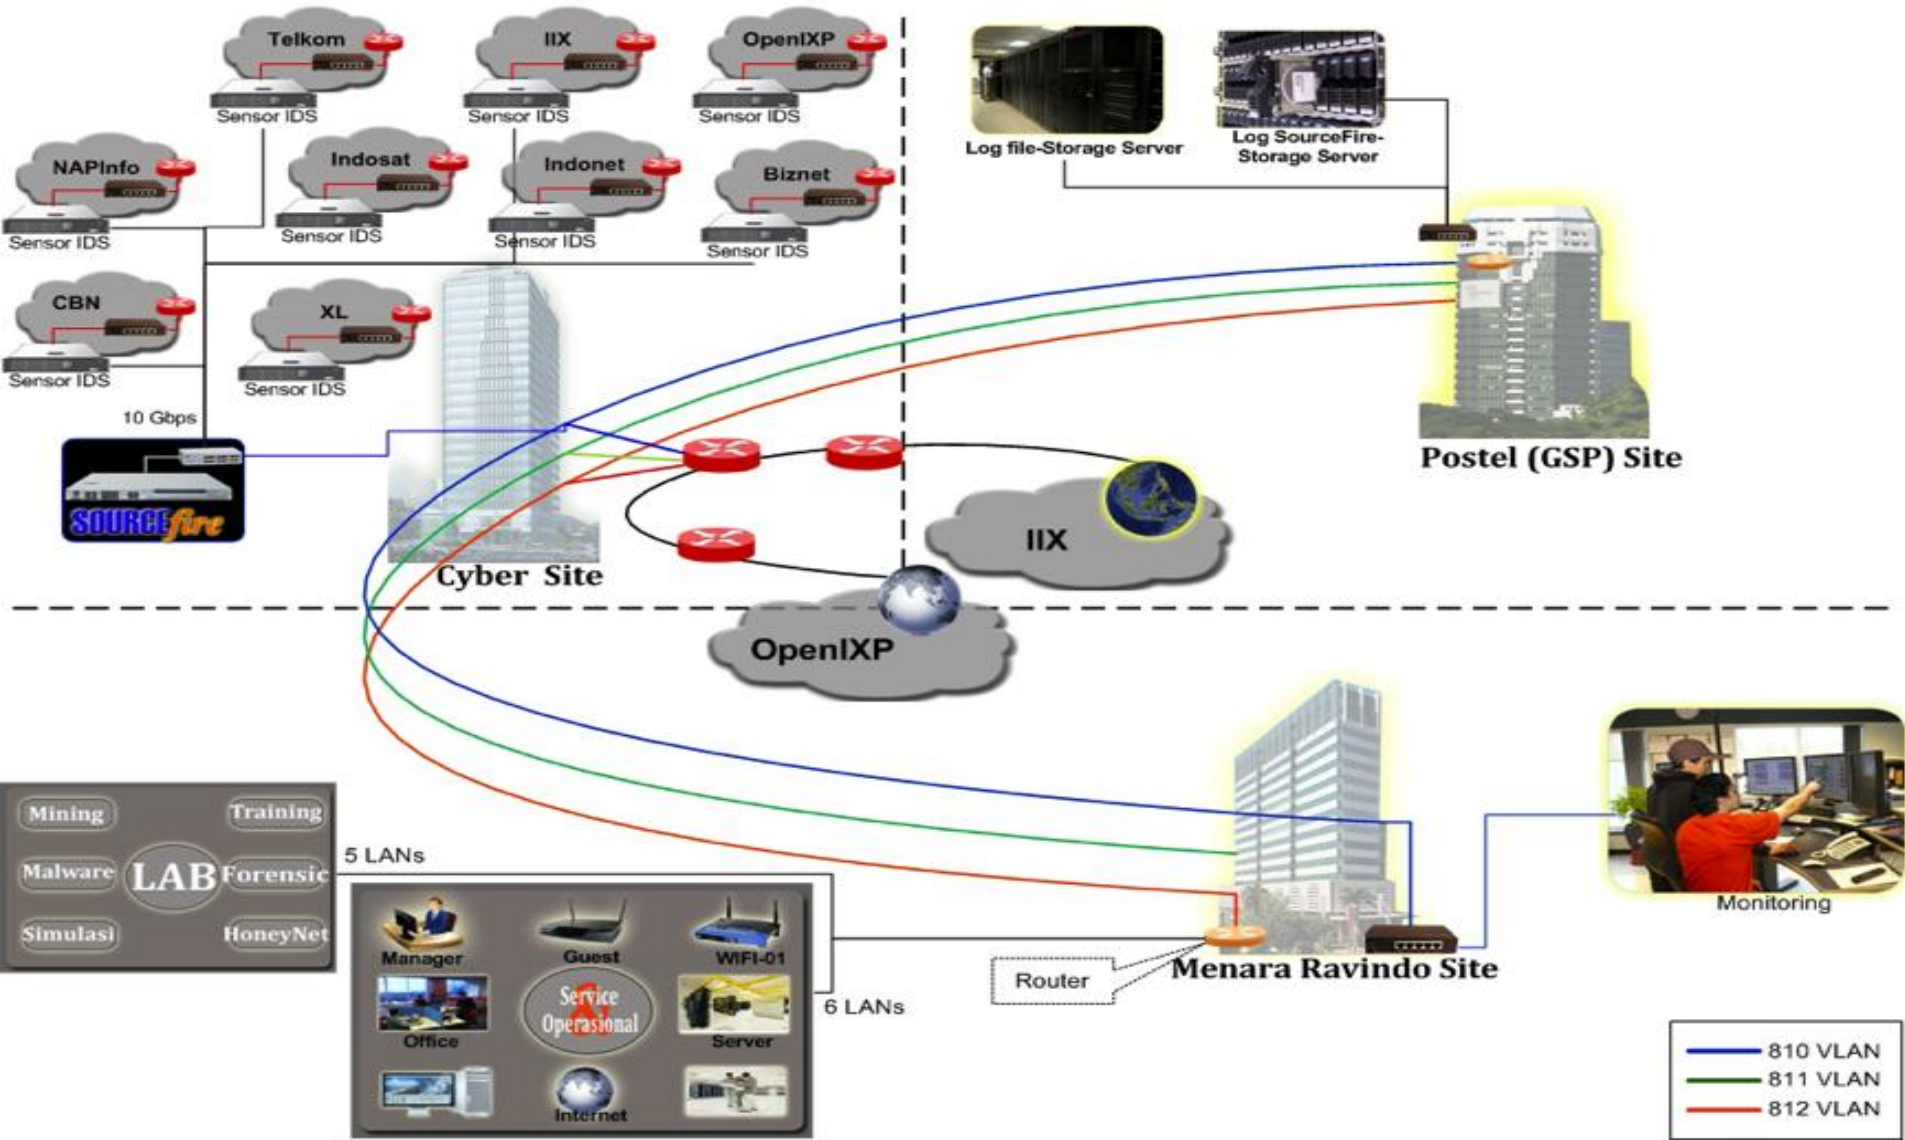 Telkom
Sensor IDS
IIX
Sensor IDS
OpenIXP
Sensor IDS
NAPInfo
Sensor IDS
Indosat
Sensor IDS
Indonet
Sensor IDS
Biznet
Sensor IDS
CBN
Sensor IDS
XL
Sensor IDS
10 Gbps
SOURCEfire
Cyber Site
Log file-Storage Server
Log SourceFire-
Storage Server
Postel (GSP) Site
IIX
OpenIXP
Mining
Training
Malware
LAB
Forensic
Simulasi
HoneyNet
5 LANs
Manager
Guest
WIFI-01
Service
&
Operasional
Office
Server
Internet
6 LANs
Router
Menara Ravindo Site
Monitoring
810 VLAN
811 VLAN
812 VLAN